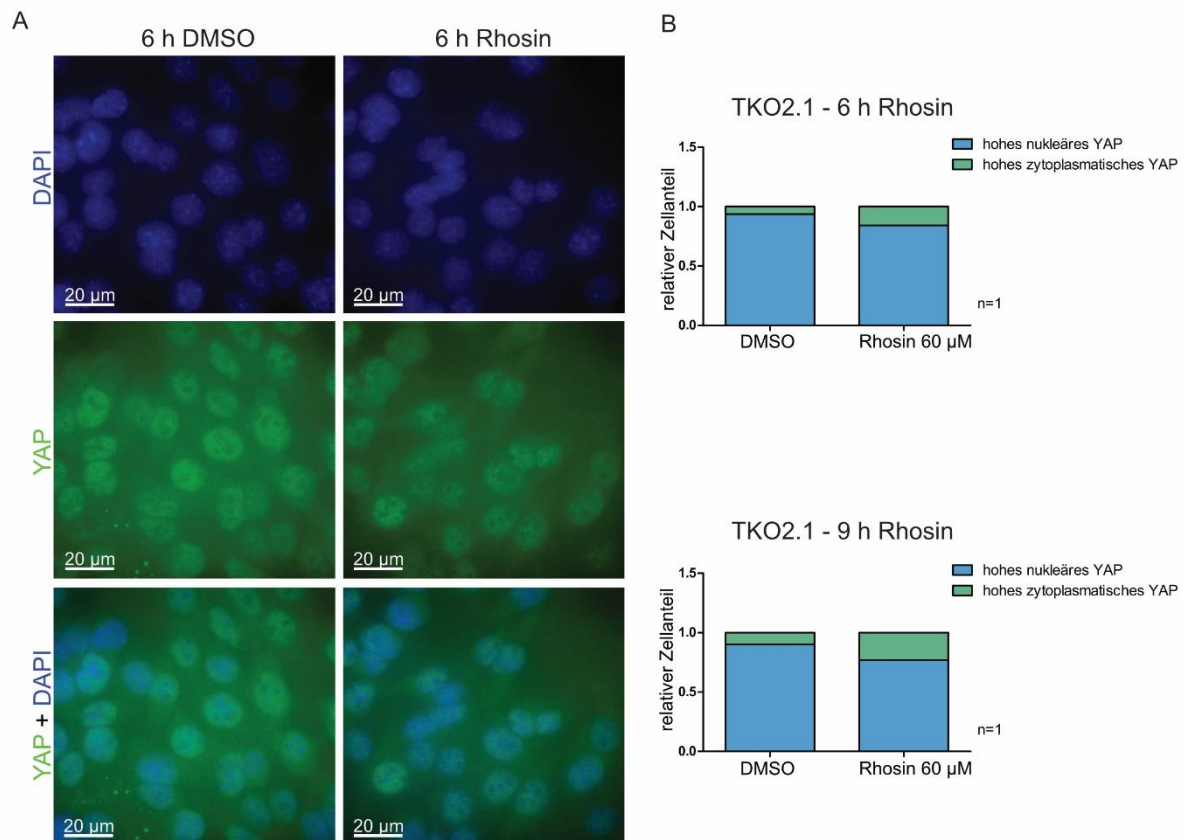 A
6 h DMSO
6 h Rhosin
DAPI
20 µm
20 µm
YAP
20 µm
20 µm
YAP + DAPI
20 µm
20 µm
B
TKO2.1 - 6 h Rhosin
hohes nukleäres YAP
hohes zytoplasmatisches YAP
relativer Zellanteil
1.5
1.0
0.5
0.0
DMSO
Rhosin 60 µM
n=1
TKO2.1 - 9 h Rhosin
hohes nukleäres YAP
hohes zytoplasmatisches YAP
relativer Zellanteil
1.5
1.0
0.5
0.0
DMSO
Rhosin 60 µM
n=1